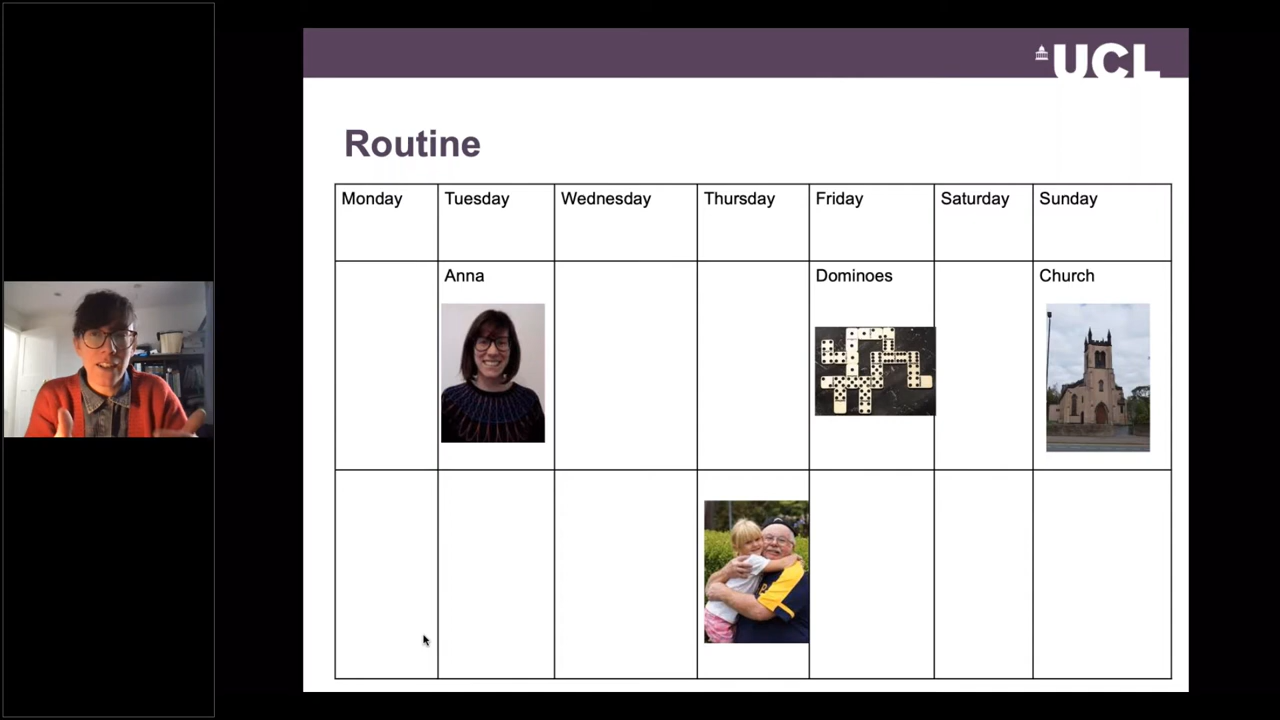 UCL
Routine
Monday
Tuesday
Wednesday
Thursday
Friday
Saturday
Sunday
Anna
Dominoes
Church